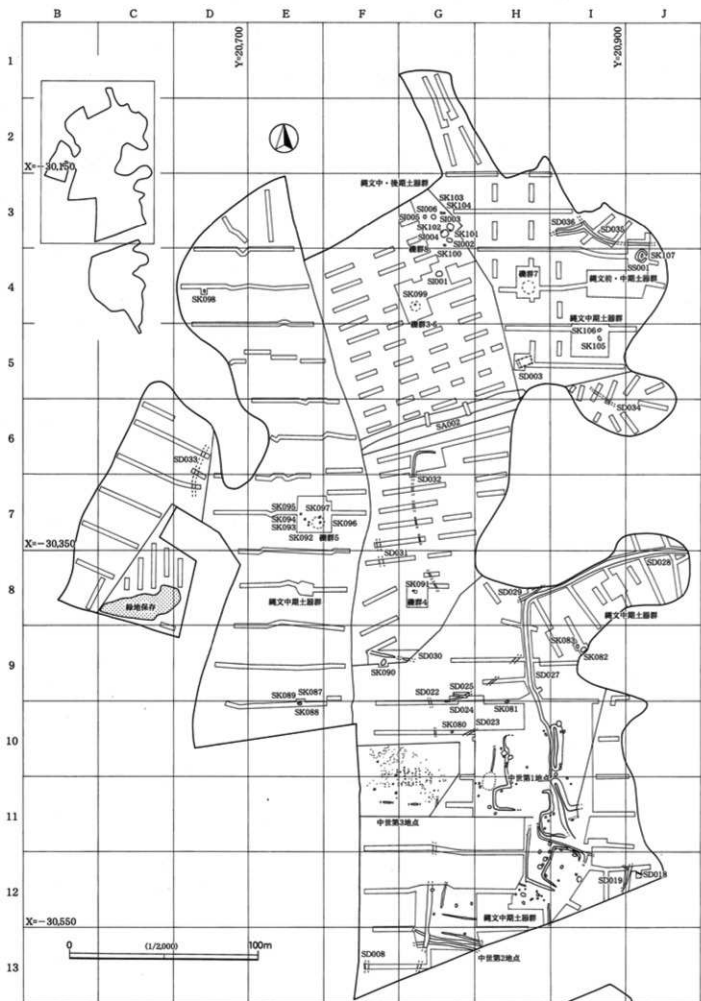 B C D E F G H I J
Y=20,700
Y=20,900
1
2
X=-30,150
縄文中・後期土器群
SK103
SK104
3
SI006
SI005
SI003
SD036
SD035
SK102
SK101
SI004
SI002
SK100
SK107
礫群8
SS001
SI001
礫群7
4
SK098
縄文前・中期土器群
SK099
縄文中期土器群
礫群3·6
SK106
SK105
5
SD003
SD034
6
SA002
SD033
SD032
SK095
SK097
7
SK094
SK096
SK093
SK092
礫群5
X=-30,350
SD031
SD028
SK091
8
SD029
緑地保存
縄文中期土器群
礫群4
縄文中期土器群
SK083
SK082
9
SD030
SD027
SK090
SK089
SK087
SD022
SD025
SK088
SD024
SK081
SK080
SD023
10
中世第1地点
11
中世第3地点
12
SD019
SD018
縄文中期土器群
X=-30,550
0
(1/2,000)
100m
中世第2地点
SD008
13